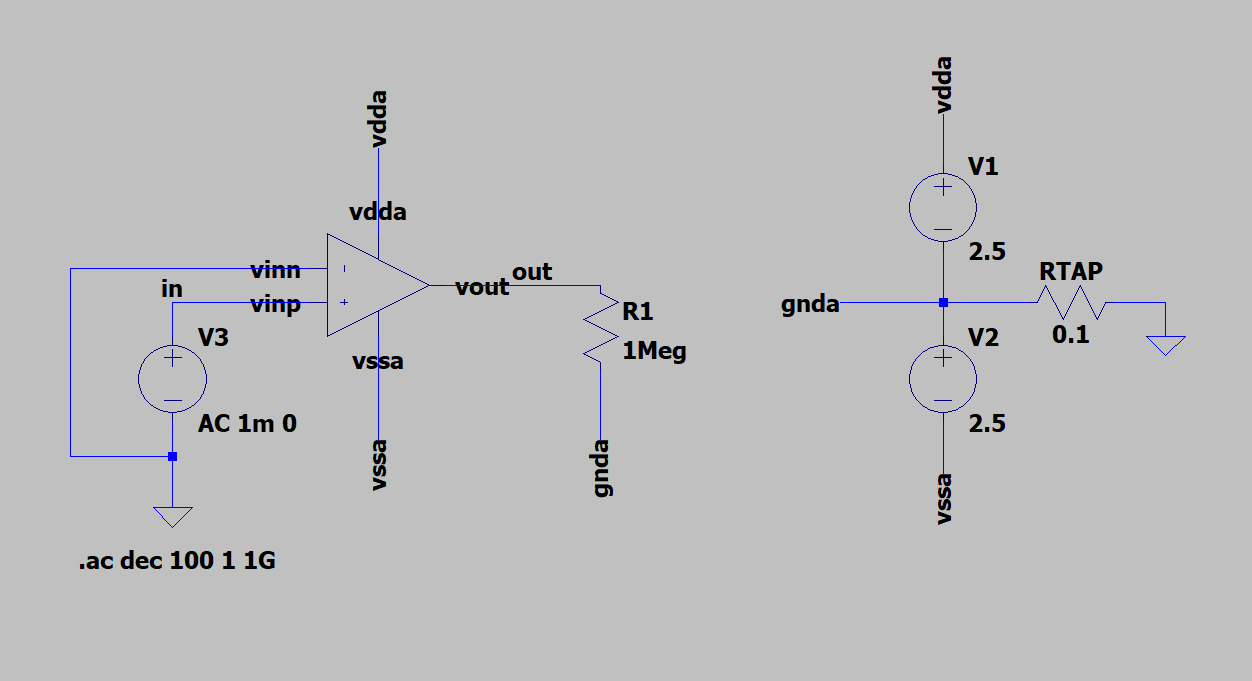 vdda
vdda
vinn
in
vinp
vout
out
V3
AC 1m 0
vssa
vssa
R1
1Meg
gnda
.ac dec 100 1 1G
vdda
V1
2.5
gnda
RTAP
0.1
V2
2.5
vssa